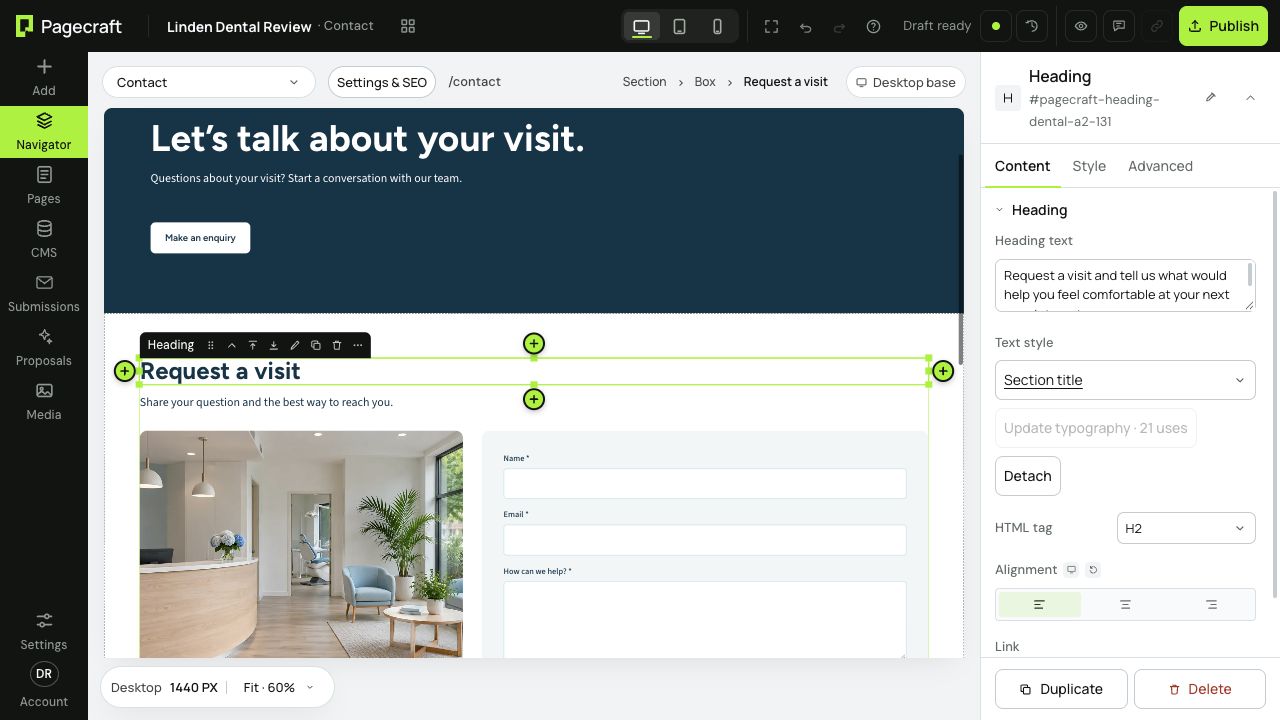 Pagecraft
Linden Dental Review · Contact
Draft ready
Publish
Add
Navigator
Pages
CMS
Submissions
Proposals
Media
Settings
DR
Account
Contact
Settings & SEO
/contact
Section › Box › Request a visit
Desktop base
Let’s talk about your visit.
Questions about your visit? Start a conversation with our team.
Make an enquiry
Heading
Request a visit
Share your question and the best way to reach you.
Name *
Email *
How can we help? *
Desktop 1440 PX
Fit · 60%
H
Heading
#pagecraft-heading-
dental-a2-131
Content
Style
Advanced
Heading
Heading text
Request a visit and tell us what would
help you feel comfortable at your next
Text style
Section title
Update typography · 21 uses
Detach
HTML tag
H2
Alignment
Link
Duplicate
Delete